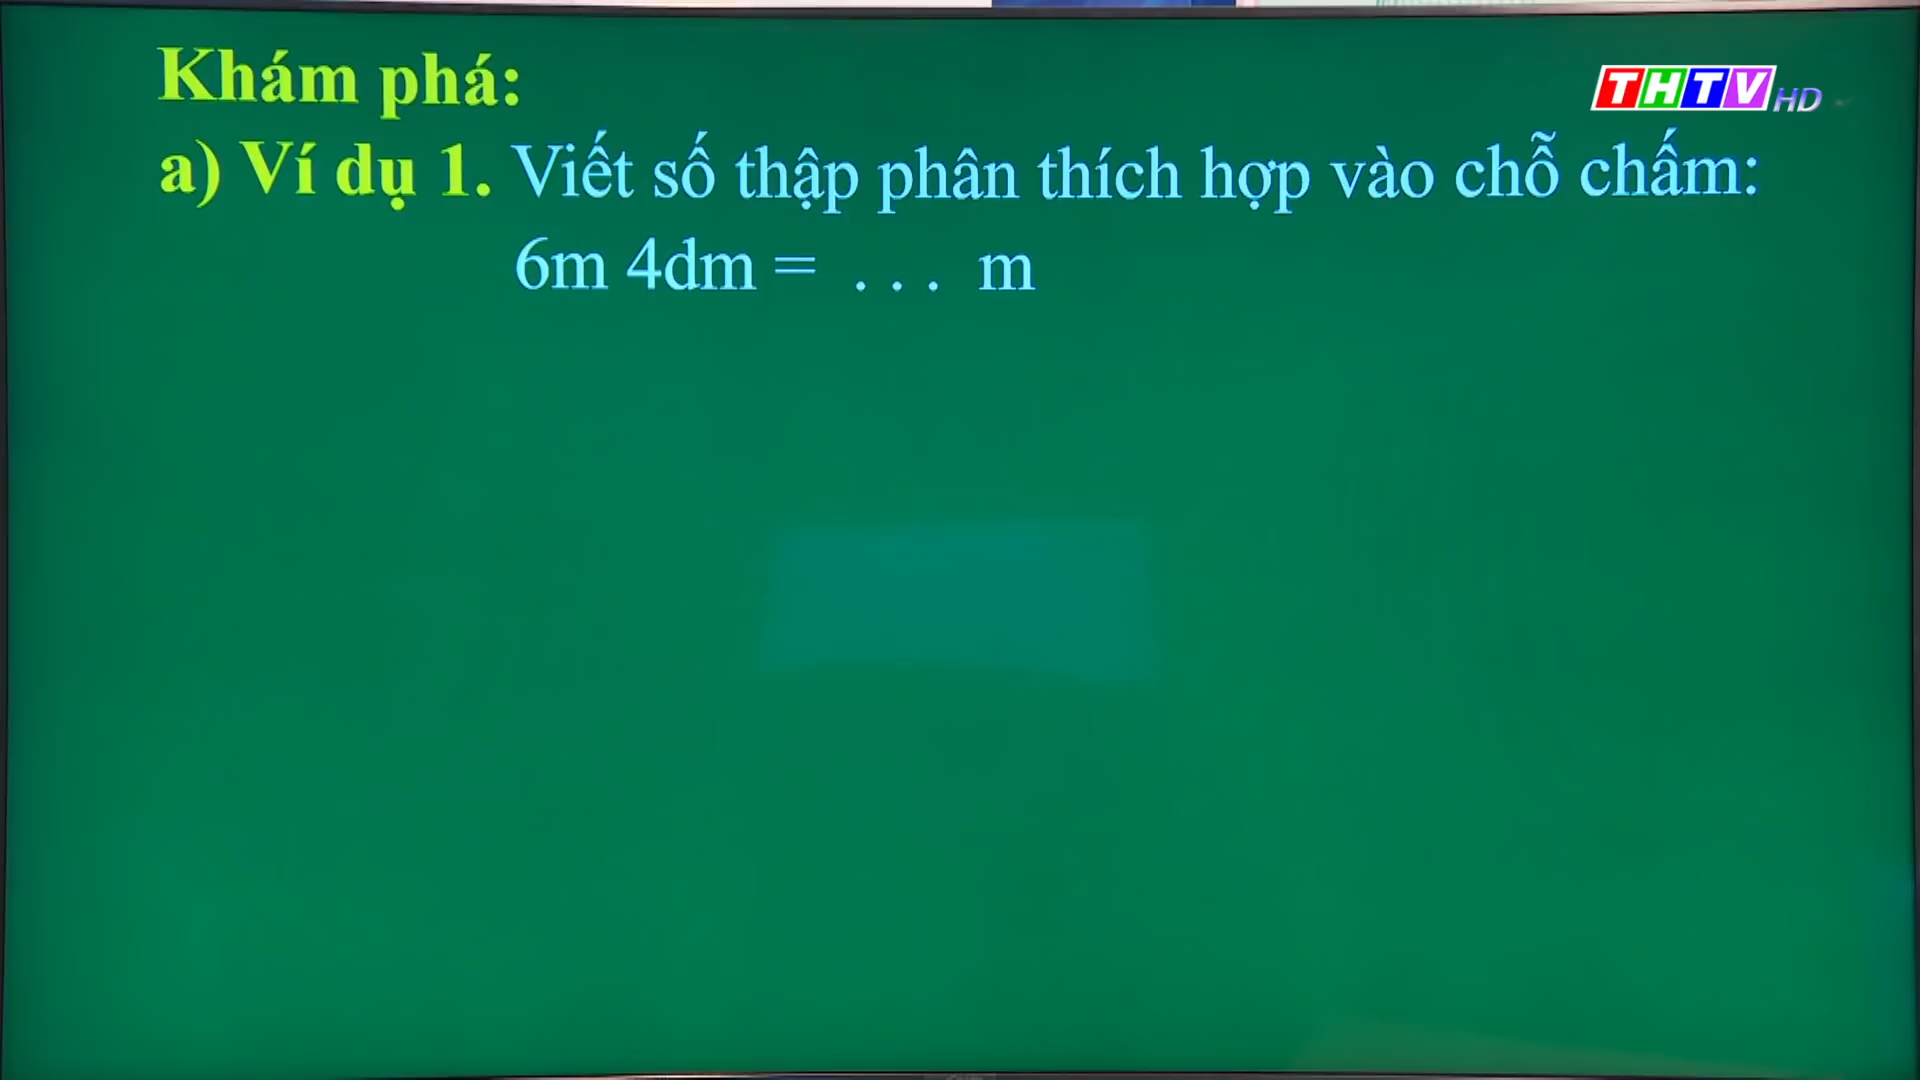 Khám phá:
THTV HD
a) Ví dụ 1. Viết số thập phân thích hợp vào chỗ chấm:
6m 4dm = . . . m